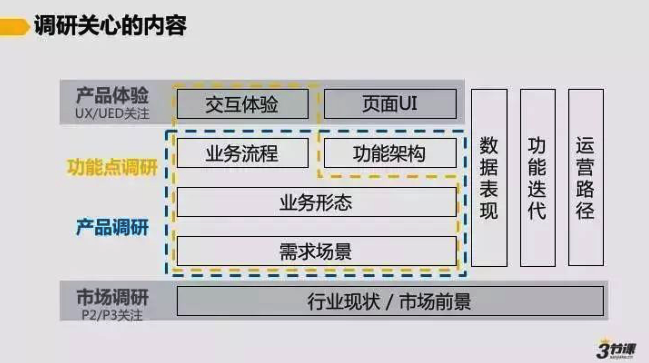 调研关心的内容
产品体验
UX/UED关注
交互体验
页面UI
功能点调研
业务流程
功能架构
产品调研
业务形态
需求场景
数据表现
功能迭代
运营路径
市场调研
P2/P3关注
行业现状 / 市场前景
3节课